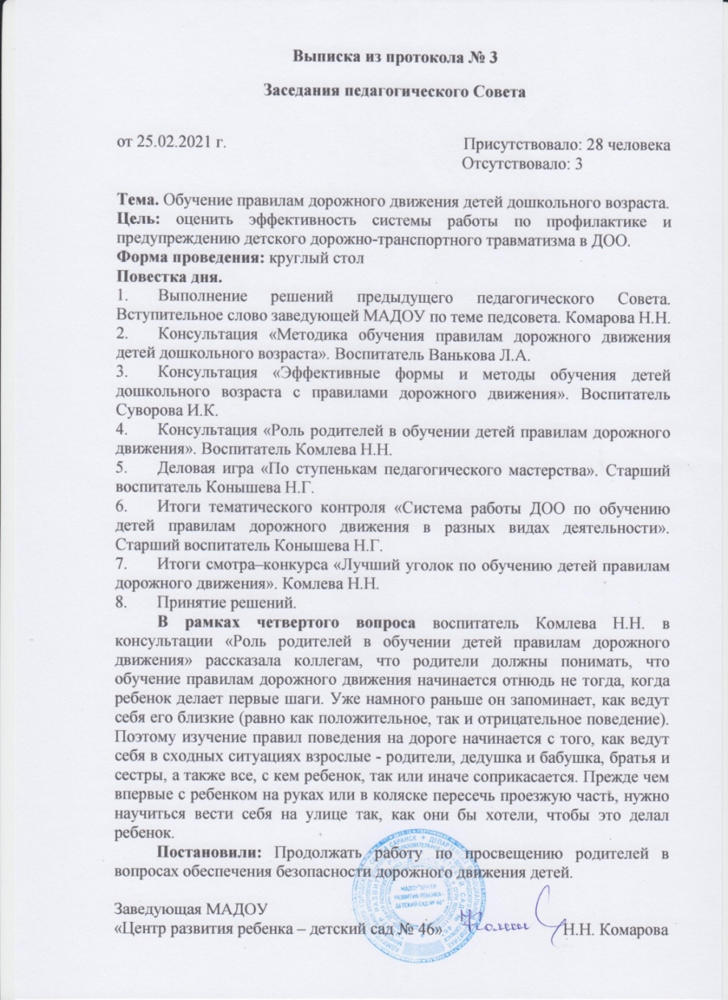 Выписка из протокола № 3
Заседания педагогического Совета
от 25.02.2021 г.
Присутствовало: 28 человека
Отсутствовало: 3
Тема. Обучение правилам дорожного движения детей дошкольного возраста.
Цель: оценить эффективность системы работы по профилактике и
предупреждению детского дорожно-транспортного травматизма в ДОО.
Форма проведения: круглый стол
Повестка дня.
1. Выполнение решений предыдущего педагогического Совета.
Вступительное слово заведующей МАДОУ по теме педсовета. Комарова Н.Н.
2. Консультация «Методика обучения правилам дорожного движения
детей дошкольного возраста». Воспитатель Ванькова Л.А.
3. Консультация «Эффективные формы и методы обучения детей
дошкольного возраста с правилами дорожного движения». Воспитатель
Суворова И.К.
4. Консультация «Роль родителей в обучении детей правилам дорожного
движения». Воспитатель Комлева Н.Н.
5. Деловая игра «По ступенькам педагогического мастерства». Старший
воспитатель Конышева Н.Г.
6. Итоги тематического контроля «Система работы ДОО по обучению
детей правилам дорожного движения в разных видах деятельности».
Старший воспитатель Конышева Н.Г.
7. Итоги смотра–конкурса «Лучший уголок по обучению детей правилам
дорожного движения». Комлева Н.Н.
8. Принятие решений.
В рамках четвертого вопроса воспитатель Комлева Н.Н. в
консультации «Роль родителей в обучении детей правилам дорожного
движения» рассказала коллегам, что родители должны понимать, что
обучение правилам дорожного движения начинается отнюдь не тогда, когда
ребенок делает первые шаги. Уже намного раньше он запоминает, как ведут
себя его близкие (равно как положительное, так и отрицательное поведение).
Поэтому изучение правил поведения на дороге начинается с того, как ведут
себя в сходных ситуациях взрослые - родители, дедушка и бабушка, братья и
сестры, а также все, с кем ребенок, так или иначе соприкасается. Прежде чем
впервые с ребенком на руках или в коляске пересечь проезжую часть, нужно
научиться вести себя на улице так, как они бы хотели, чтобы это делал
ребенок.
Постановили: Продолжать работу по просвещению родителей в
вопросах обеспечения безопасности дорожного движения детей.
МАДОУ "ЦЕНТР
РАЗВИТИЯ РЕБЕНКА-
ДЕТСКИЙ САД № 46"
Заведующая МАДОУ
«Центр развития ребенка – детский сад № 46» Н.Н. Комарова